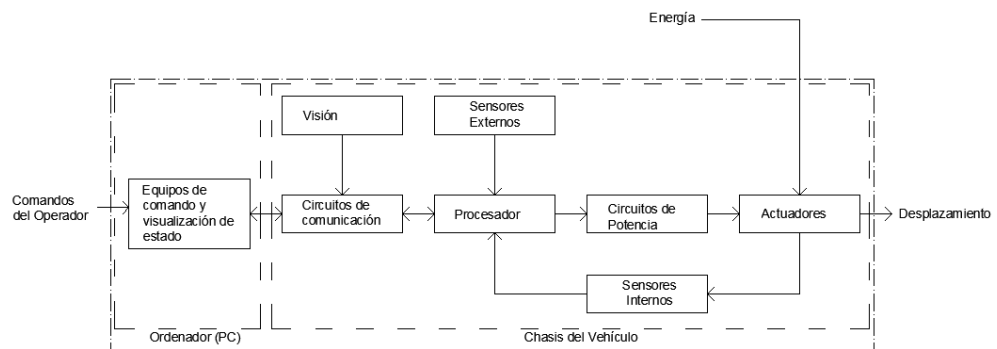 Energía
Visión
Sensores
Externos
Comandos
del Operador
Equipos de
comando y
visualización de
estado
Circuitos de
comunicación
Procesador
Circuitos de
Potencia
Actuadores
Desplazamiento
Sensores
Internos
Ordenador (PC)
Chasis del Vehículo